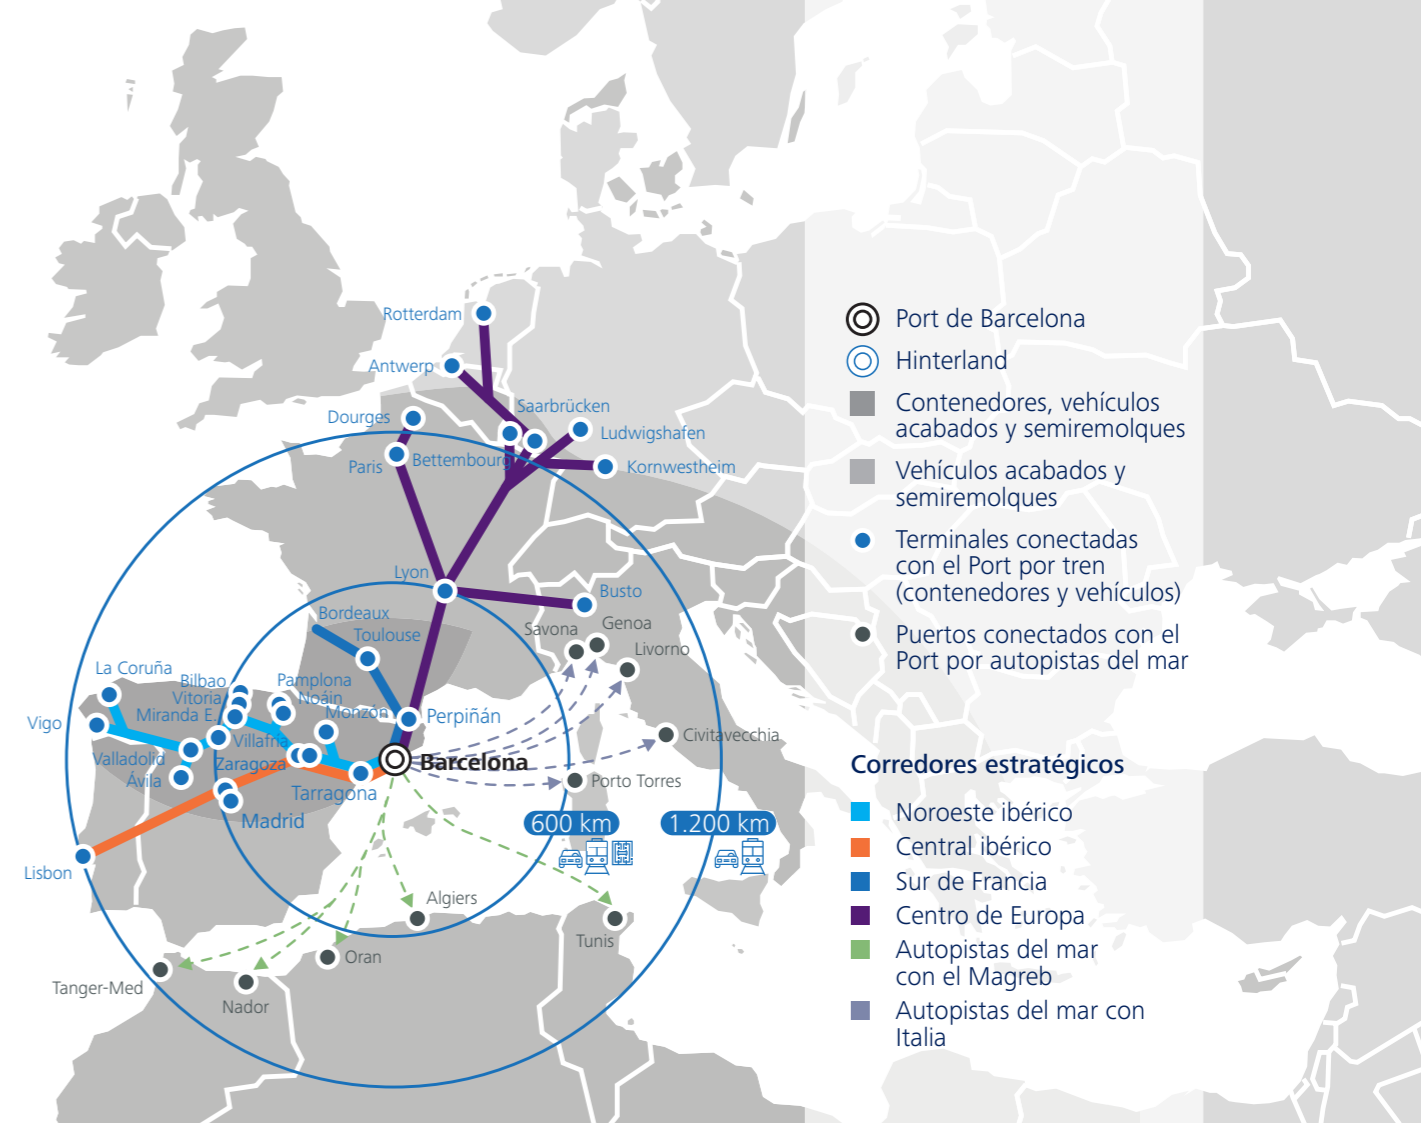 Rotterdam
Antwerp
Dourges
Saarbrücken
Ludwigshafen
Paris
Bettembourg
Kornwestheim
Lyon
Busto
Bordeaux
Toulouse
Savona
Genoa
Livorno
La Coruña
Bilbao
Pamplona
Vitoria
Noáin
Miranda E.
Monzón
Perpiñán
Vigo
Villafría
Valladolid
Zaragoza
Ávila
Barcelona
Civitavecchia
Tarragona
Porto Torres
Madrid
600 km
1.200 km
Lisbon
Algiers
Tunis
Oran
Tanger-Med
Nador
Port de Barcelona
Hinterland
Contenedores, vehículos
acabados y semiremolques
Vehículos acabados y
semiremolques
Terminales conectadas
con el Port por tren
(contenedores y vehículos)
Puertos conectados con el
Port por autopistas del mar
Corredores estratégicos
Noroeste ibérico
Central ibérico
Sur de Francia
Centro de Europa
Autopistas del mar
con el Magreb
Autopistas del mar con
Italia